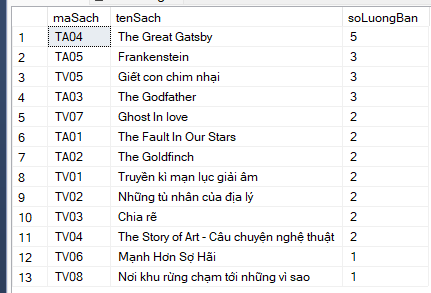 maSach tenSach soLuongBan
1 TA04 The Great Gatsby 5
2 TA05 Frankenstein 3
3 TV05 Giết con chim nhại 3
4 TA03 The Godfather 3
5 TV07 Ghost In love 2
6 TA01 The Fault In Our Stars 2
7 TA02 The Goldfinch 2
8 TV01 Truyền kì mạn lục giải âm 2
9 TV02 Những tù nhân của địa lý 2
10 TV03 Chia rẽ 2
11 TV04 The Story of Art - Câu chuyện nghệ thuật 2
12 TV06 Mạnh Hơn Sợ Hãi 1
13 TV08 Nơi khu rừng chạm tới những vì sao 1